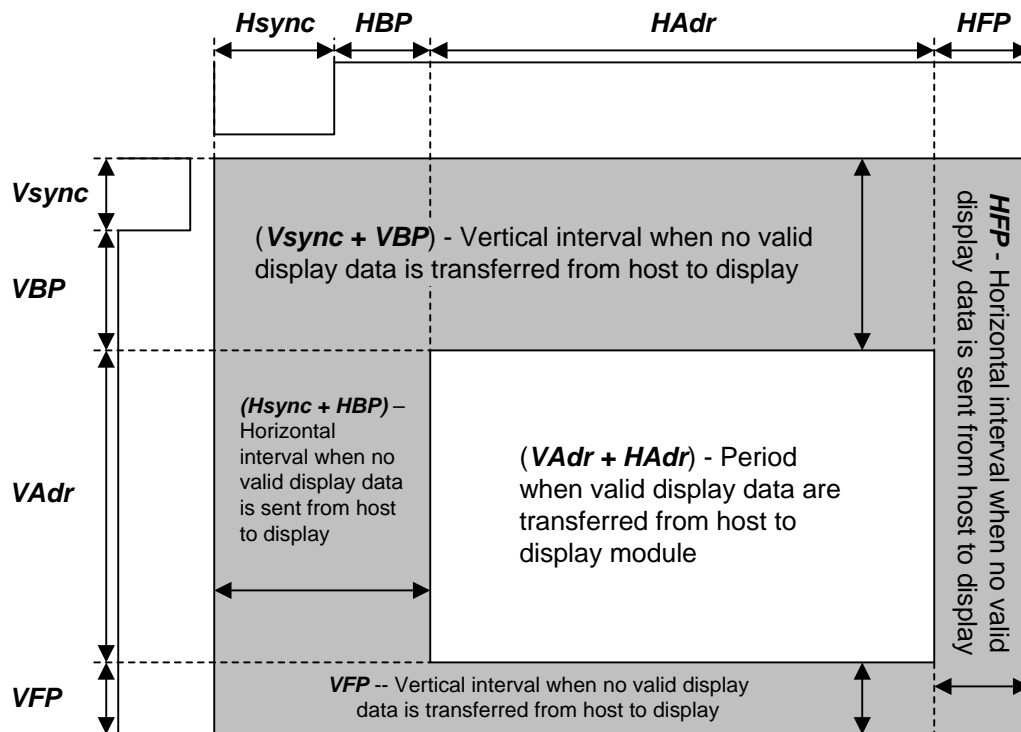 Hsync HBP HAdr HFP
Vsync
VBP
VAdr
VFP
(Vsync + VBP) - Vertical interval when no valid
display data is transferred from host to display
(Hsync + HBP) –
Horizontal
interval when no
valid display data
is sent from host
to display
(VAdr + HAdr) - Period
when valid display data are
transferred from host to
display module
HFP - Horizontal interval when no valid
display data is sent from host to display
VFP -- Vertical interval when no valid display
data is transferred from host to display